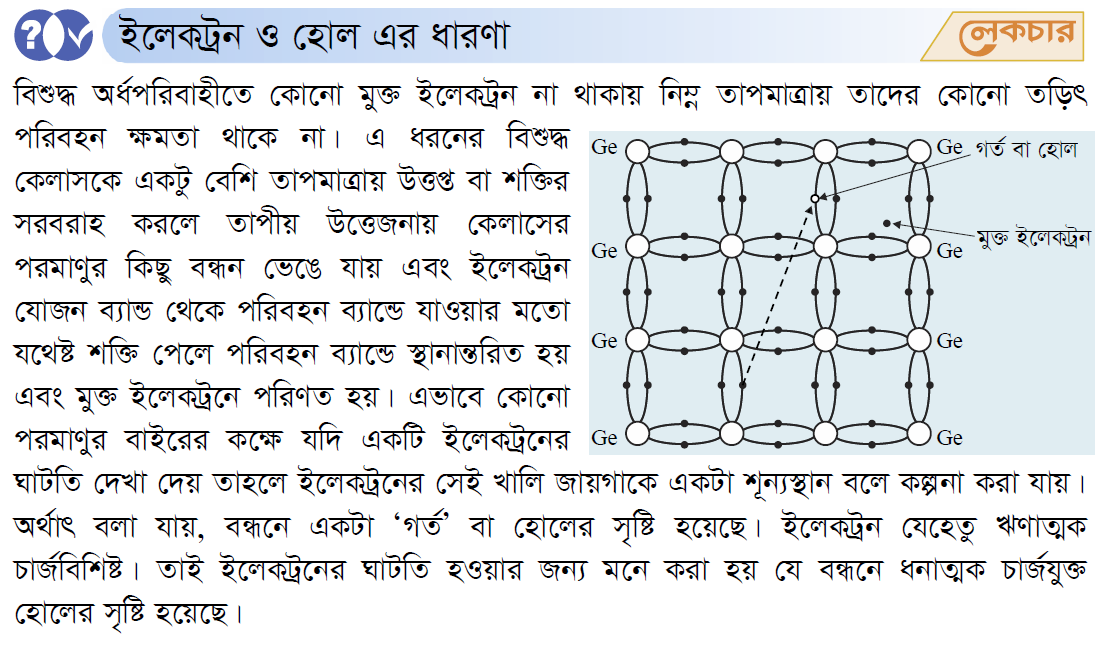 ? ইলেকট্রন ও হোল এর ধারণা
লেকচার
বিশুদ্ধ অর্ধপরিবাহীতে কোনো মুক্ত ইলেকট্রন না থাকায় নিম্ন তাপমাত্রায় তাদের কোনো তড়িৎ
পরিবহন ক্ষমতা থাকে না। এ ধরনের বিশুদ্ধ
কেলাসকে একটু বেশি তাপমাত্রায় উত্তপ্ত বা শক্তির
সরবরাহ করলে তাপীয় উত্তেজনায় কেলাসের
পরমাণুর কিছু বন্ধন ভেঙে যায় এবং ইলেকট্রন
যোজন ব্যান্ড থেকে পরিবহন ব্যান্ডে যাওয়ার মতো
যথেষ্ট শক্তি পেলে পরিবহন ব্যান্ডে স্থানান্তরিত হয়
এবং মুক্ত ইলেকট্রনে পরিণত হয়। এভাবে কোনো
পরমাণুর বাইরের কক্ষে যদি একটি ইলেকট্রনের
Ge
Ge
গর্ত বা হোল
মুক্ত ইলেকট্রন
Ge
Ge
Ge
Ge
Ge
Ge
ঘাটতি দেখা দেয় তাহলে ইলেকট্রনের সেই খালি জায়গাকে একটা শূন্যস্থান বলে কল্পনা করা যায়।
অর্থাৎ বলা যায়, বন্ধনে একটা ‘গর্ত’ বা হোলের সৃষ্টি হয়েছে। ইলেকট্রন যেহেতু ঋণাত্মক
চার্জবিশিষ্ট। তাই ইলেকট্রনের ঘাটতি হওয়ার জন্য মনে করা হয় যে বন্ধনে ধনাত্মক চার্জযুক্ত
হোলের সৃষ্টি হয়েছে।